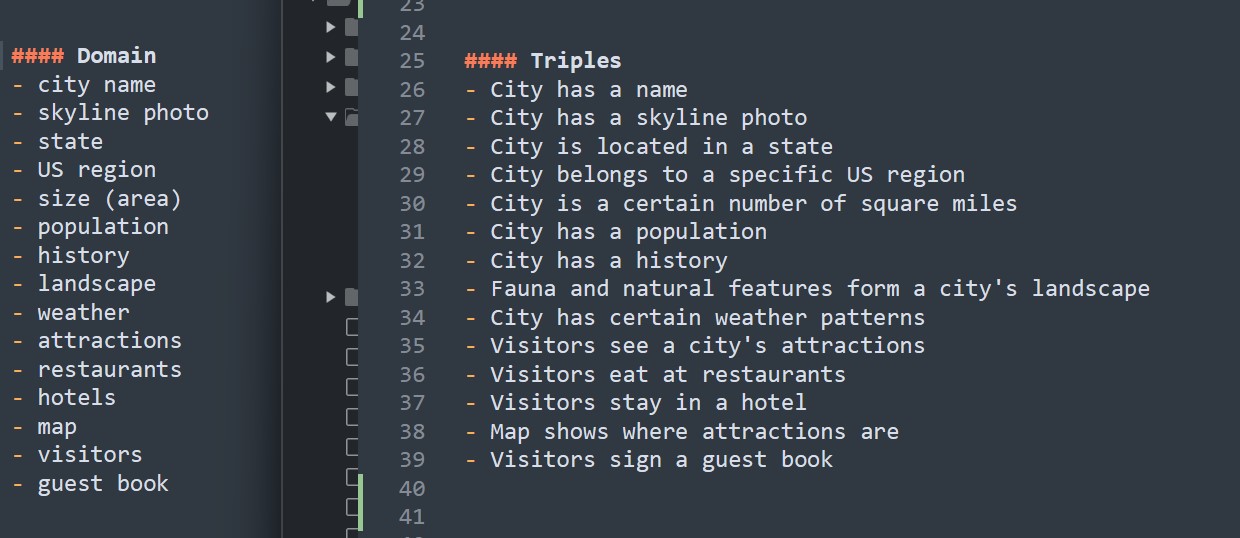 #### Domain
- city name
- skyline photo
- state
- US region
- size (area)
- population
- history
- landscape
- weather
- attractions
- restaurants
- hotels
- map
- visitors
- guest book
23
24
25 #### Triples
26 - City has a name
27 - City has a skyline photo
28 - City is located in a state
29 - City belongs to a specific US region
30 - City is a certain number of square miles
31 - City has a population
32 - City has a history
33 - Fauna and natural features form a city's landscape
34 - City has certain weather patterns
35 - Visitors see a city's attractions
36 - Visitors eat at restaurants
37 - Visitors stay in a hotel
38 - Map shows where attractions are
39 - Visitors sign a guest book
40
41